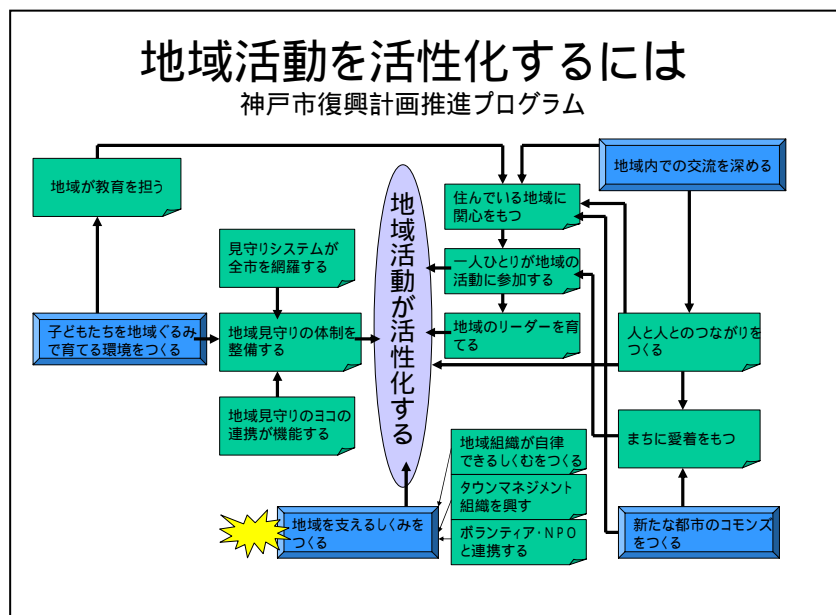 地域活動を活性化するには
神戸市復興計画推進プログラム
地域が教育を担う
住んでいる地域に
関心をもつ
地域内での交流を深める
見守りシステムが
全市を網羅する
一人ひとりが地域の
活動に参加する
地域活動が活性化する
子どもたちを地域ぐるみ
で育てる環境をつくる
地域見守りの体制を
整備する
地域のリーダーを育
てる
人と人とのつながりを
つくる
地域見守りのヨコの
連携が機能する
まちに愛着をもつ
地域組織が自律
できるしくむをつくる
タウンマネジメント
組織を興す
ボランティア・NPO
と連携する
地域を支えるしくみを
つくる
新たな都市のコモンズ
をつくる